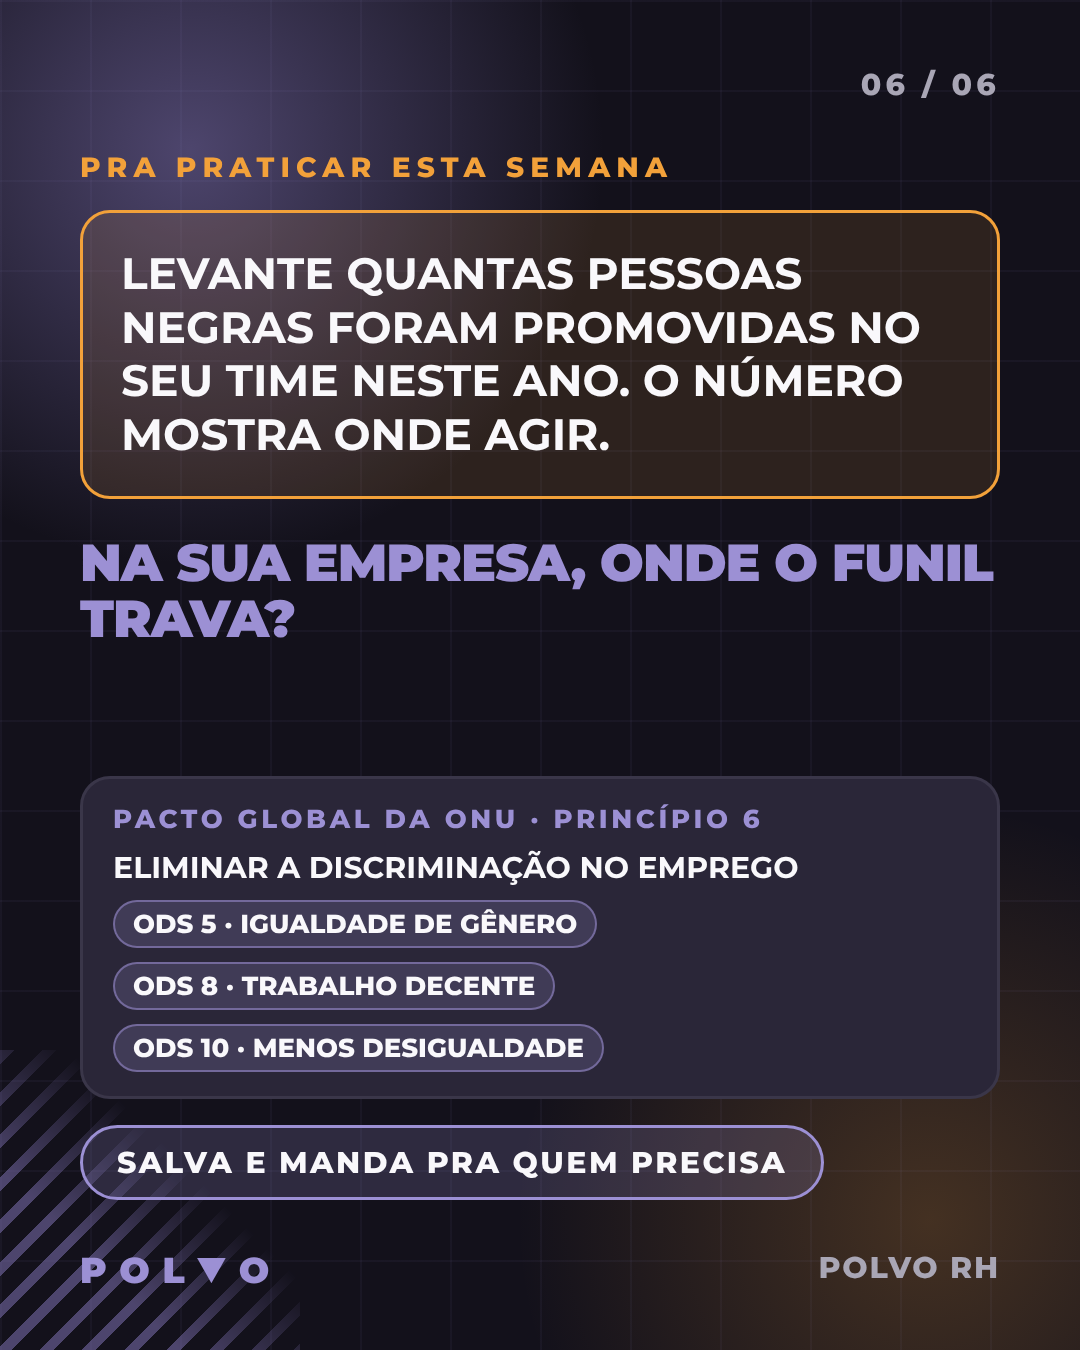 06 / 06
PRA PRATICAR ESTA SEMANA
LEVANTE QUANTAS PESSOAS
NEGRAS FORAM PROMOVIDAS NO
SEU TIME NESTE ANO. O NÚMERO
MOSTRA ONDE AGIR.
NA SUA EMPRESA, ONDE O FUNIL
TRAVA?
PACTO GLOBAL DA ONU · PRINCÍPIO 6
ELIMINAR A DISCRIMINAÇÃO NO EMPREGO
ODS 5 · IGUALDADE DE GÊNERO
ODS 8 · TRABALHO DECENTE
ODS 10 · MENOS DESIGUALDADE
SALVA E MANDA PRA QUEM PRECISA
POL▼O
POLVO RH